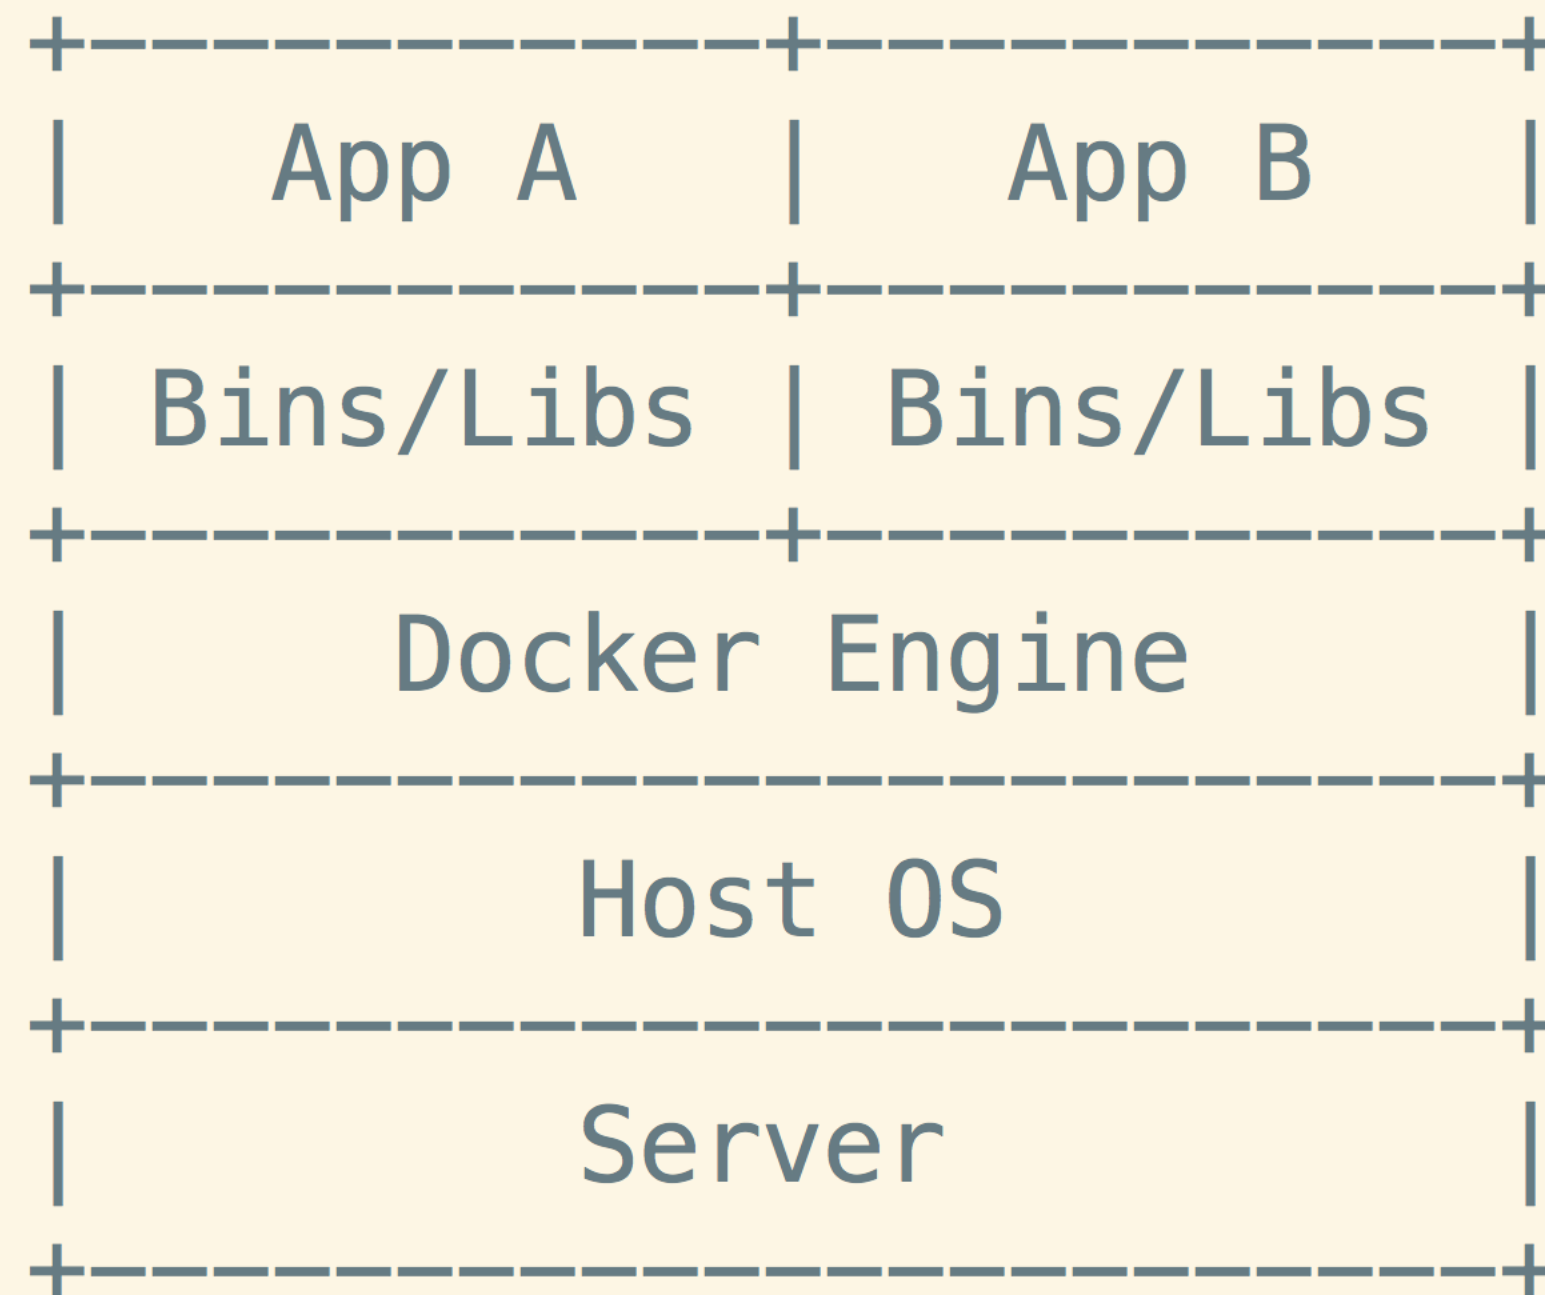 +-----------+-----------+
|   App A   |   App B   |
+-----------+-----------+
| Bins/Libs | Bins/Libs |
+-----------+-----------+
|     Docker Engine     |
+-----------------------+
|        Host OS        |
+-----------------------+
|        Server         |
+-----------------------+